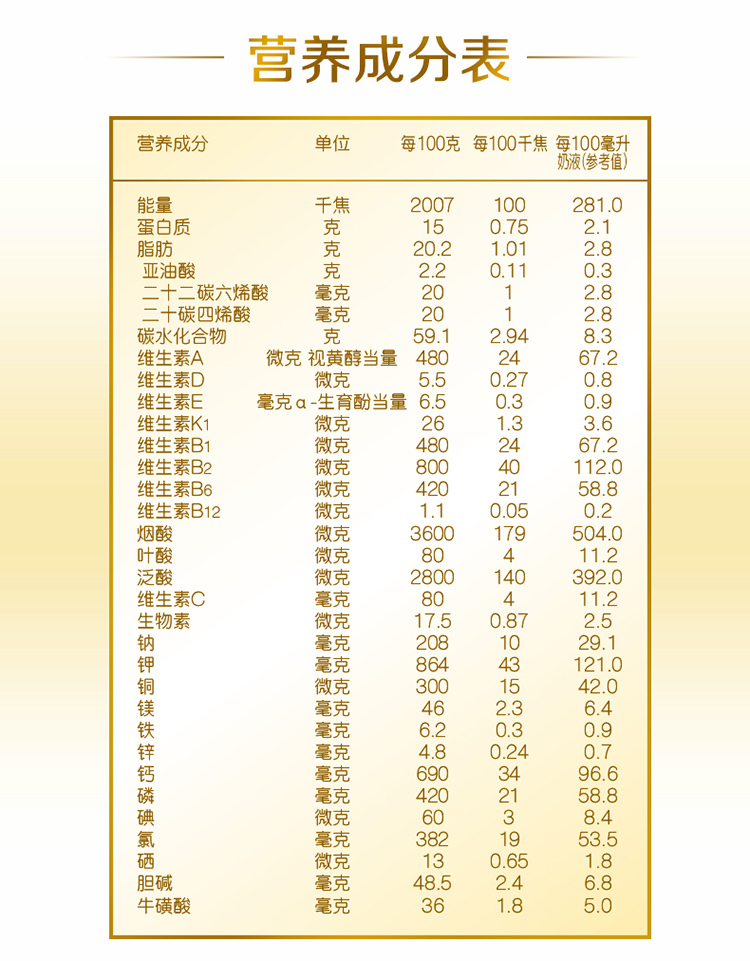 营养成分表
营养成分 单位 每100克 每100千焦 每100毫升
奶液(参考值)
能量 千焦 2007 100 281.0
蛋白质 克 15 0.75 2.1
脂肪 克 20.2 1.01 2.8
亚油酸 克 2.2 0.11 0.3
二十二碳六烯酸 毫克 20 1 2.8
二十碳四烯酸 毫克 20 1 2.8
碳水化合物 克 59.1 2.94 8.3
维生素A 微克 视黄醇当量 480 24 67.2
维生素D 微克 5.5 0.27 0.8
维生素E 毫克α-生育酚当量 6.5 0.3 0.9
维生素K1 微克 26 1.3 3.6
维生素B1 微克 480 24 67.2
维生素B2 微克 800 40 112.0
维生素B6 微克 420 21 58.8
维生素B12 微克 1.1 0.05 0.2
烟酸 微克 3600 179 504.0
叶酸 微克 80 4 11.2
泛酸 微克 2800 140 392.0
维生素C 毫克 80 4 11.2
生物素 微克 17.5 0.87 2.5
钠 毫克 208 10 29.1
钾 毫克 864 43 121.0
铜 微克 300 15 42.0
镁 毫克 46 2.3 6.4
铁 毫克 6.2 0.3 0.9
锌 毫克 4.8 0.24 0.7
钙 毫克 690 34 96.6
磷 毫克 420 21 58.8
碘 微克 60 3 8.4
氯 毫克 382 19 53.5
硒 微克 13 0.65 1.8
胆碱 毫克 48.5 2.4 6.8
牛磺酸 毫克 36 1.8 5.0